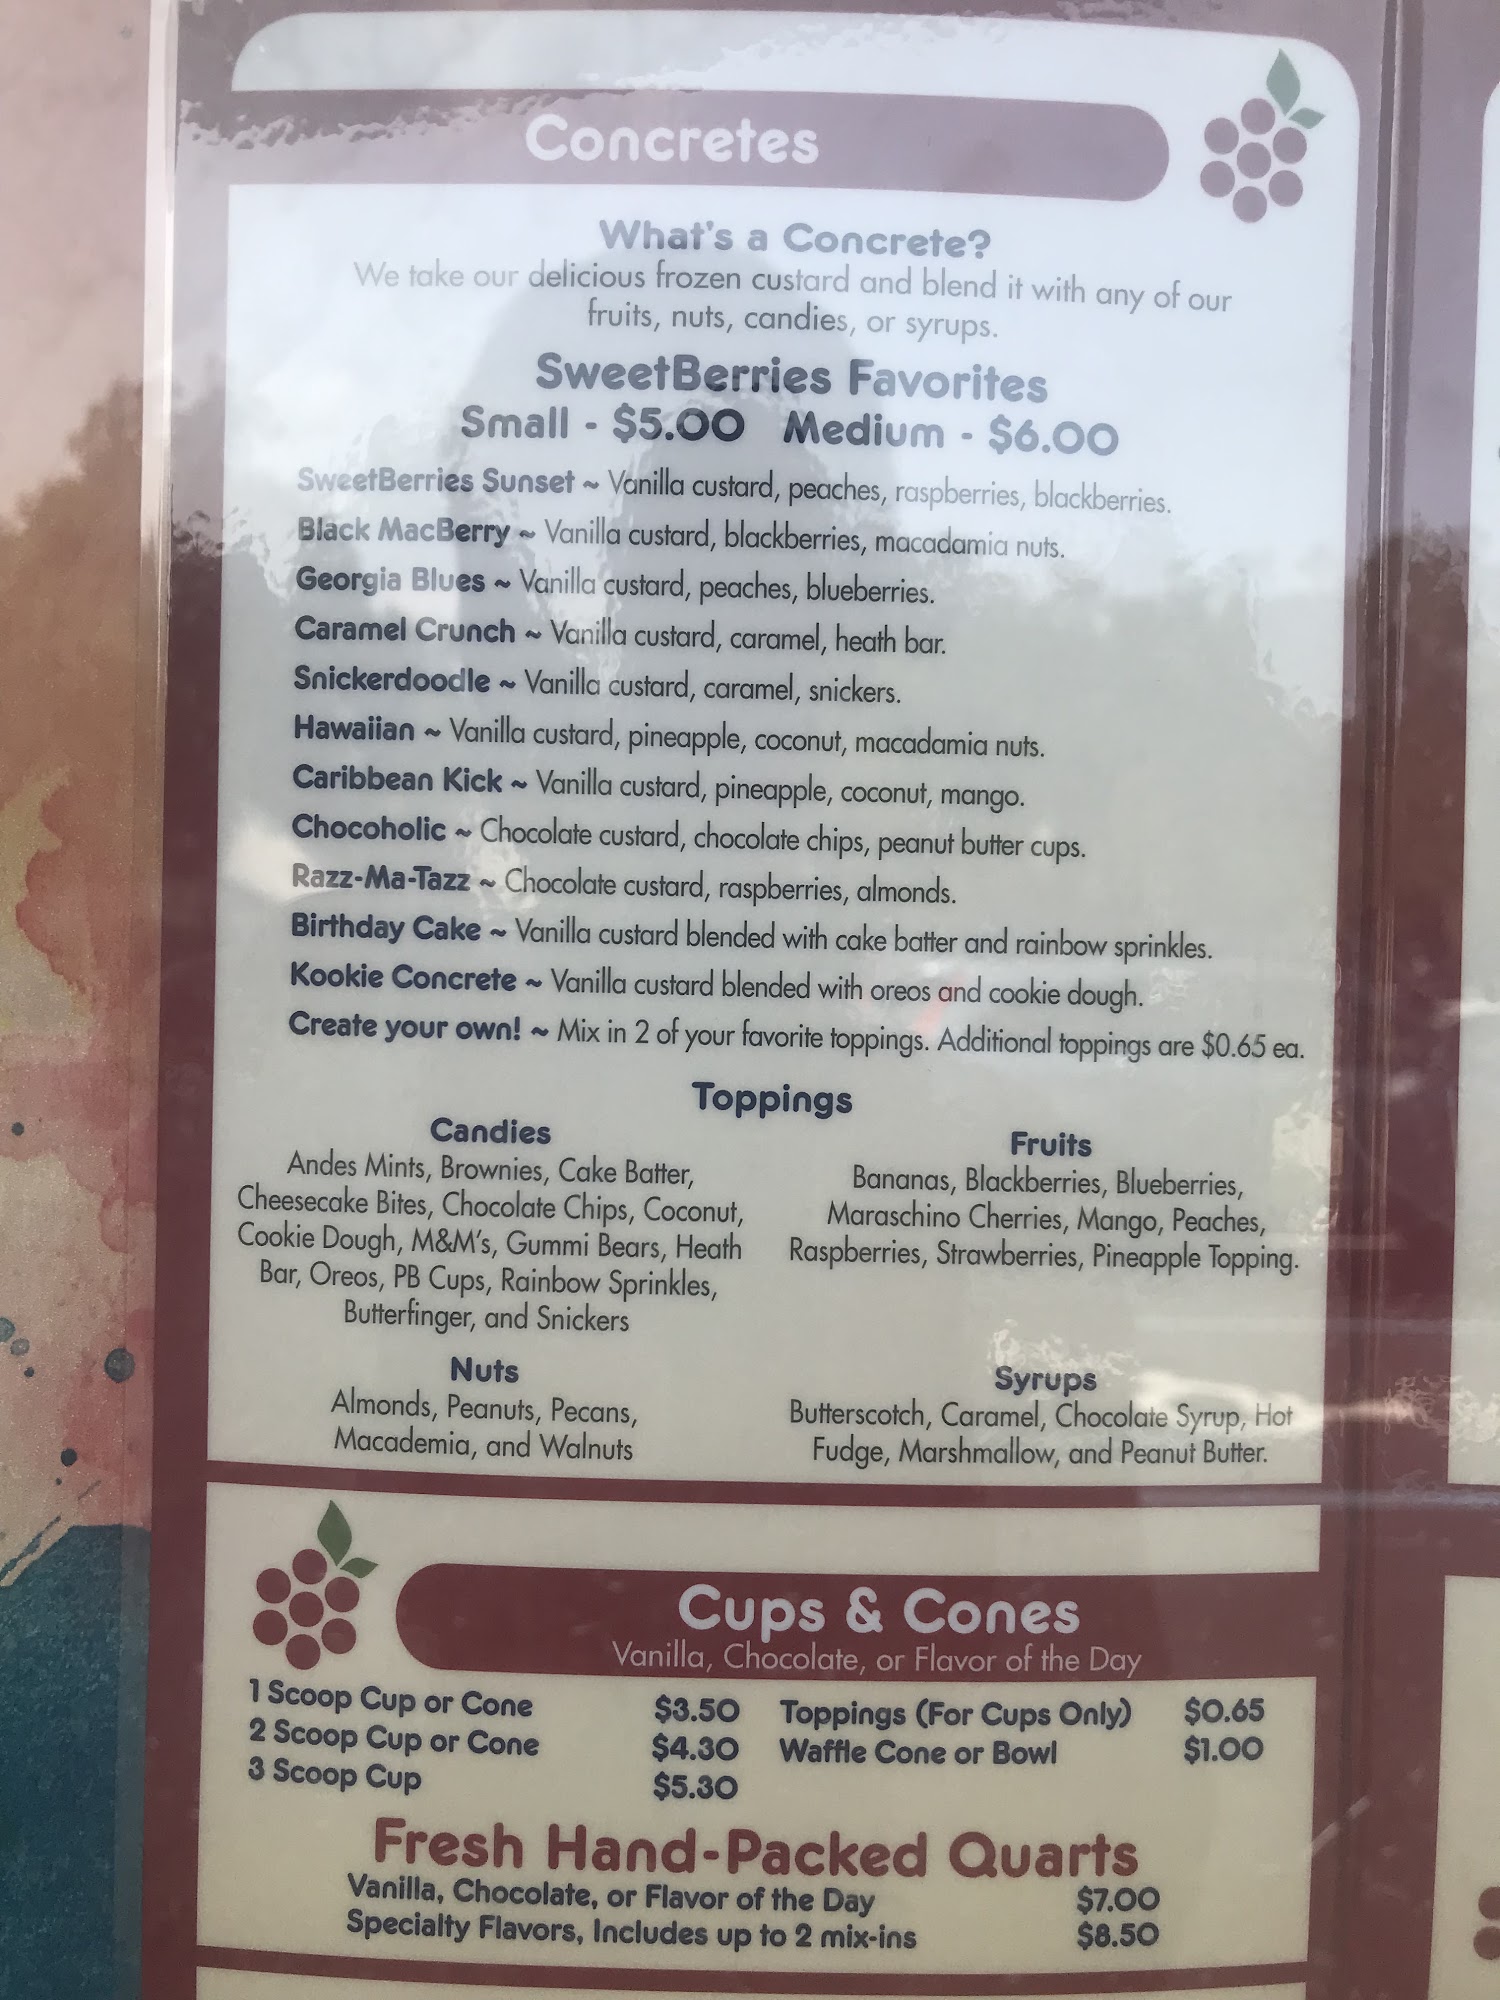 Concretes
What's a Concrete?
We take our delicious frozen custard and blend it with any of our
fruits, nuts, candies, or syrups.
SweetBerries Favorites
Small - $5.00 Medium - $6.00
SweetBerries Sunset ~ Vanilla custard, peaches, raspberries, blackberries.
Black MacBerry ~ Vanilla custard, blackberries, macadamia nuts.
Georgia Blues ~ Vanilla custard, peaches, blueberries.
Caramel Crunch ~ Vanilla custard, caramel, heath bar.
Snickerdoodle ~ Vanilla custard, caramel, snickers.
Hawaiian ~ Vanilla custard, pineapple, coconut, macadamia nuts.
Caribbean Kick ~ Vanilla custard, pineapple, coconut, mango.
Chocoholic ~ Chocolate custard, chocolate chips, peanut butter cups.
Razz-Ma-Tazz ~ Chocolate custard, raspberries, almonds.
Birthday Cake ~ Vanilla custard blended with cake batter and rainbow sprinkles.
Kookie Concrete ~ Vanilla custard blended with oreos and cookie dough.
Create your own! ~ Mix in 2 of your favorite toppings. Additional toppings are $0.65 ea.
Toppings
Candies
Andes Mints, Brownies, Cake Batter,
Cheesecake Bites, Chocolate Chips, Coconut,
Cookie Dough, M&M's, Gummi Bears, Heath
Bar, Oreos, PB Cups, Rainbow Sprinkles,
Butterfinger, and Snickers
Fruits
Bananas, Blackberries, Blueberries,
Maraschino Cherries, Mango, Peaches,
Raspberries, Strawberries, Pineapple Topping.
Nuts
Almonds, Peanuts, Pecans,
Macademia, and Walnuts
Syrups
Butterscotch, Caramel, Chocolate Syrup, Hot
Fudge, Marshmallow, and Peanut Butter.
Cups & Cones
Vanilla, Chocolate, or Flavor of the Day
1 Scoop Cup or Cone $3.50
2 Scoop Cup or Cone $4.30
3 Scoop Cup $5.30
Toppings (For Cups Only) $0.65
Waffle Cone or Bowl $1.00
Fresh Hand-Packed Quarts
Vanilla, Chocolate, or Flavor of the Day $7.00
Specialty Flavors, Includes up to 2 mix-ins $8.50